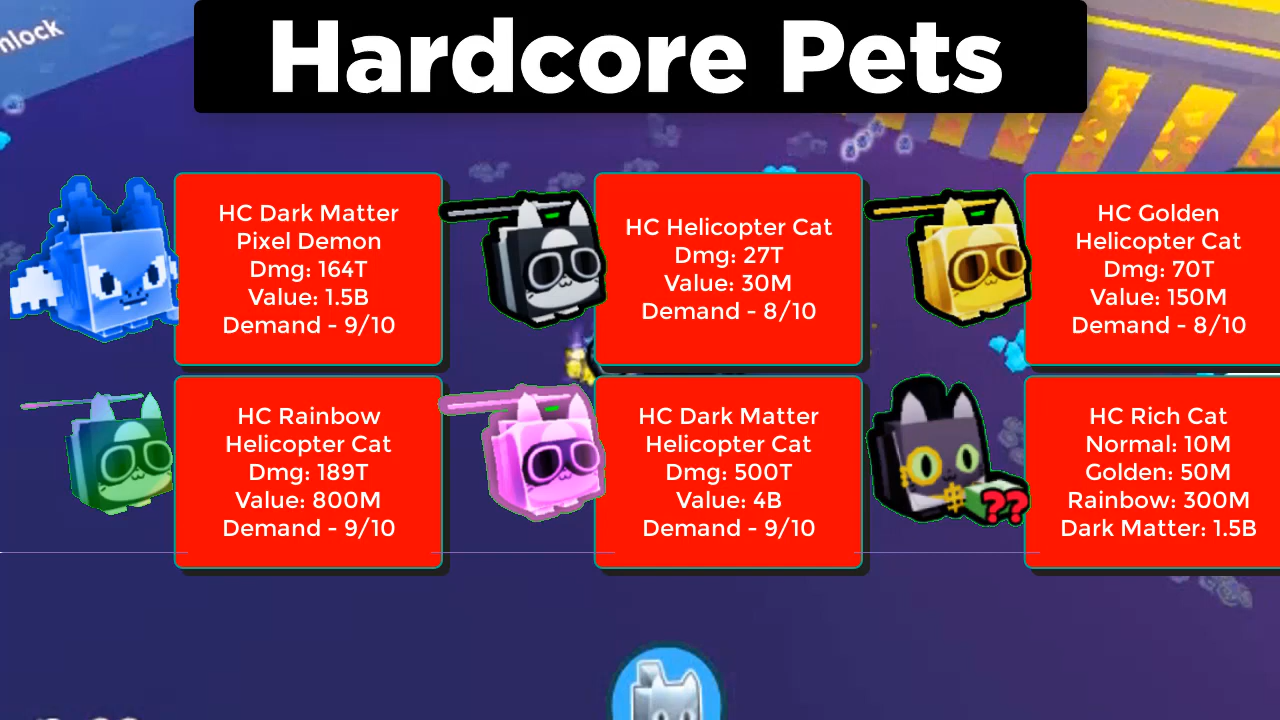 Hardcore Pets
HC Dark Matter
Pixel Demon
Dmg: 164T
Value: 1.5B
Demand - 9/10
HC Helicopter Cat
Dmg: 27T
Value: 30M
Demand - 8/10
HC Golden
Helicopter Cat
Dmg: 70T
Value: 150M
Demand - 8/10
HC Rainbow
Helicopter Cat
Dmg: 189T
Value: 800M
Demand - 9/10
HC Dark Matter
Helicopter Cat
Dmg: 500T
Value: 4B
Demand - 9/10
??
HC Rich Cat
Normal: 10M
Golden: 50M
Rainbow: 300M
Dark Matter: 1.5B